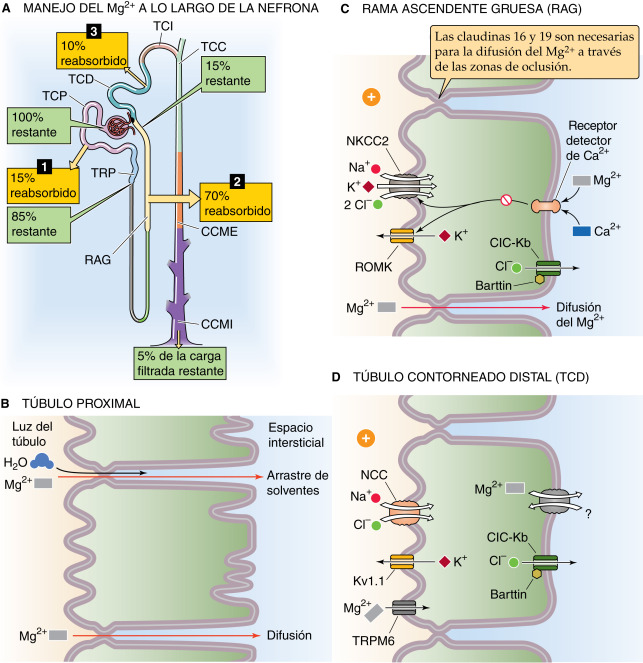 A MANEJO DEL Mg²⁺ A LO LARGO DE LA NEFRONA
3
10%
reabsorbido
TCI
TCC
TCD
15%
restante
TCP
100%
restante
1
15%
reabsorbido
TRP
2
70%
reabsorbido
85%
restante
RAG
CCME
CCMI
5% de la carga
filtrada restante
B TÚBULO PROXIMAL
Luz del
túbulo
Espacio
intersticial
H₂O
Mg²⁺
Arrastre de
solventes
Mg²⁺
Difusión
C RAMA ASCENDENTE GRUESA (RAG)
Las claudinas 16 y 19 son necesarias
para la difusión del Mg²⁺ a través
de las zonas de oclusión.
+
NKCC2
Na⁺
K⁺
2 Cl⁻
Receptor
detector
de Ca²⁺
Mg²⁺
Ca²⁺
K⁺
ROMK
ClC-Kb
Cl⁻
Barttin
Mg²⁺
Difusión
del Mg²⁺
D TÚBULO CONTORNEADO DISTAL (TCD)
+
NCC
Na⁺
Cl⁻
Mg²⁺
?
K⁺
Kv1.1
ClC-Kb
Cl⁻
Barttin
Mg²⁺
TRPM6